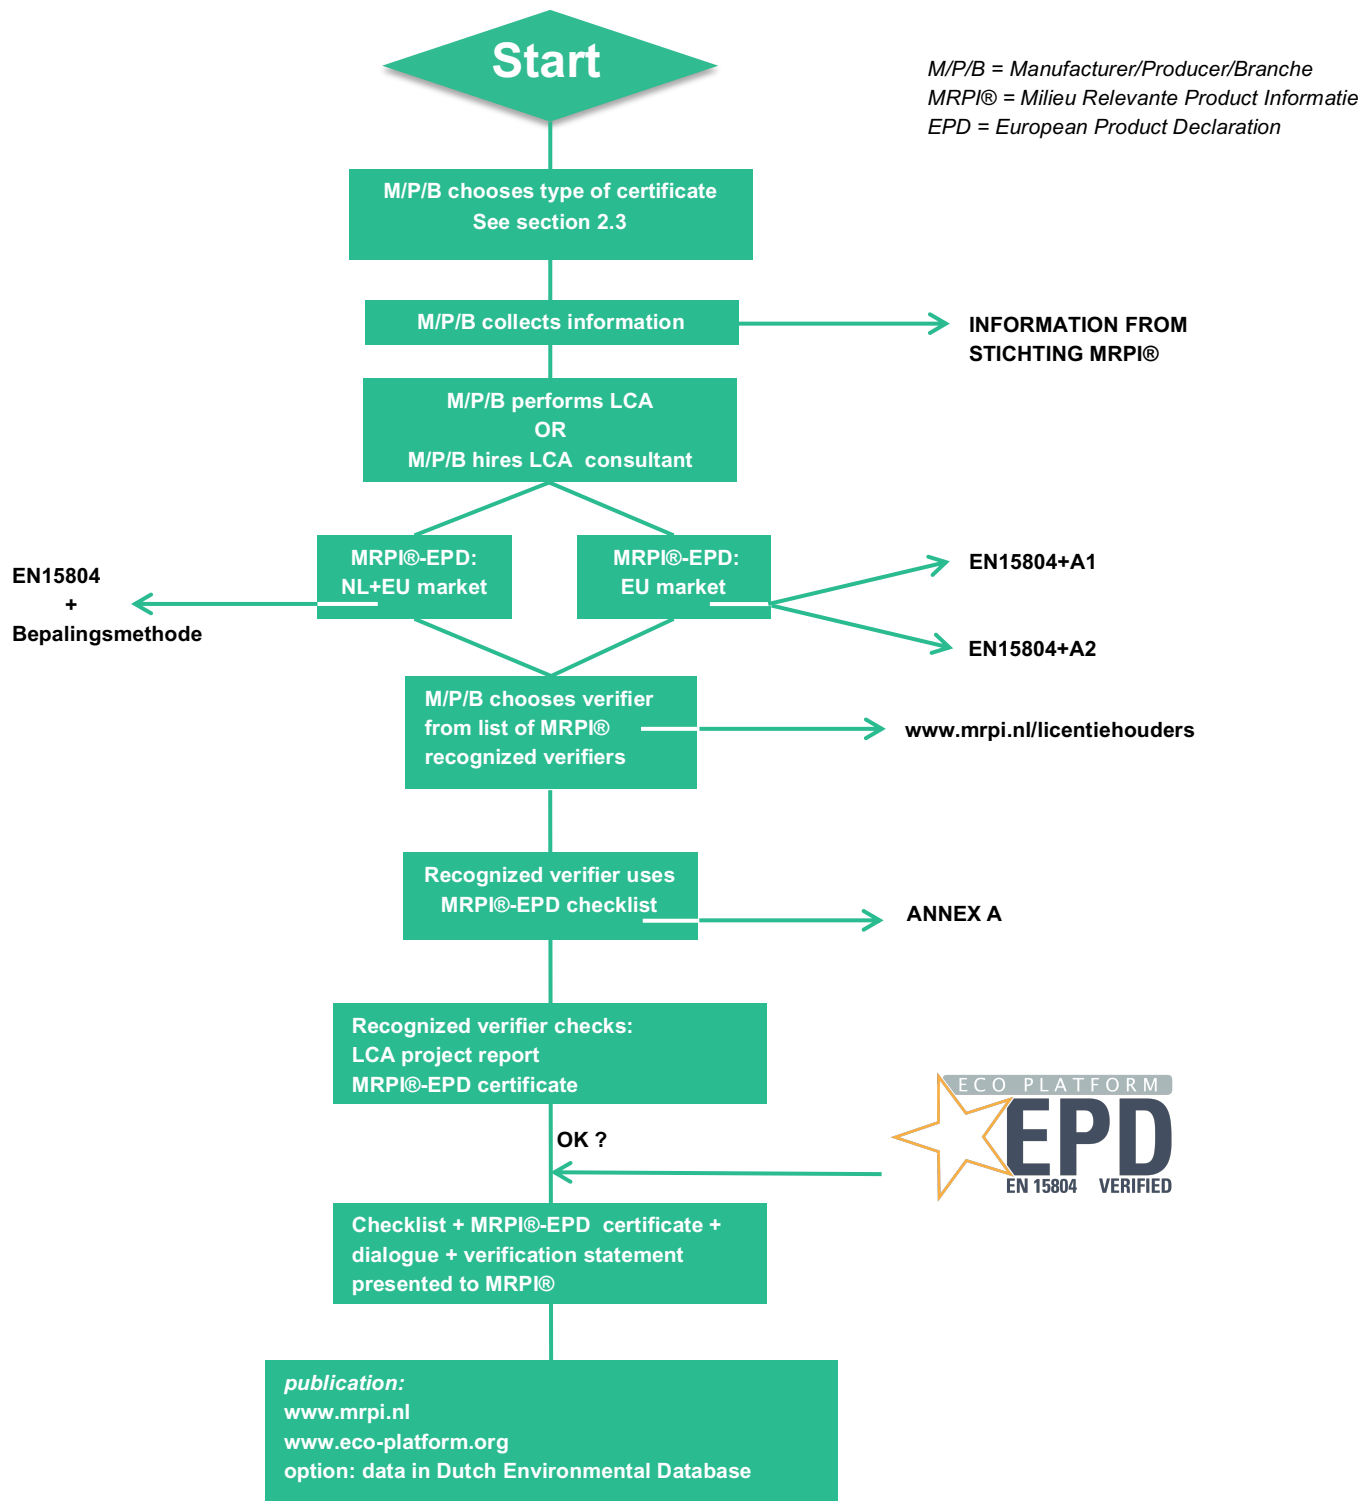 Start
M/P/B = Manufacturer/Producer/Branche
MRPI® = Milieu Relevante Product Informatie
EPD = European Product Declaration
M/P/B chooses type of certificate
See section 2.3
M/P/B collects information
INFORMATION FROM
STICHTING MRPI®
M/P/B performs LCA
OR
M/P/B hires LCA consultant
MRPI®-EPD:
NL+EU market
MRPI®-EPD:
EU market
EN15804
+
Bepalingsmethode
EN15804+A1
EN15804+A2
M/P/B chooses verifier
from list of MRPI®
recognized verifiers
www.mrpi.nl/licentiehouders
Recognized verifier uses
MRPI®-EPD checklist
ANNEX A
Recognized verifier checks:
LCA project report
MRPI®-EPD certificate
ECO PLATFORM
EPD
EN 15804 VERIFIED
OK ?
Checklist + MRPI®-EPD certificate +
dialogue + verification statement
presented to MRPI®
publication:
www.mrpi.nl
www.eco-platform.org
option: data in Dutch Environmental Database